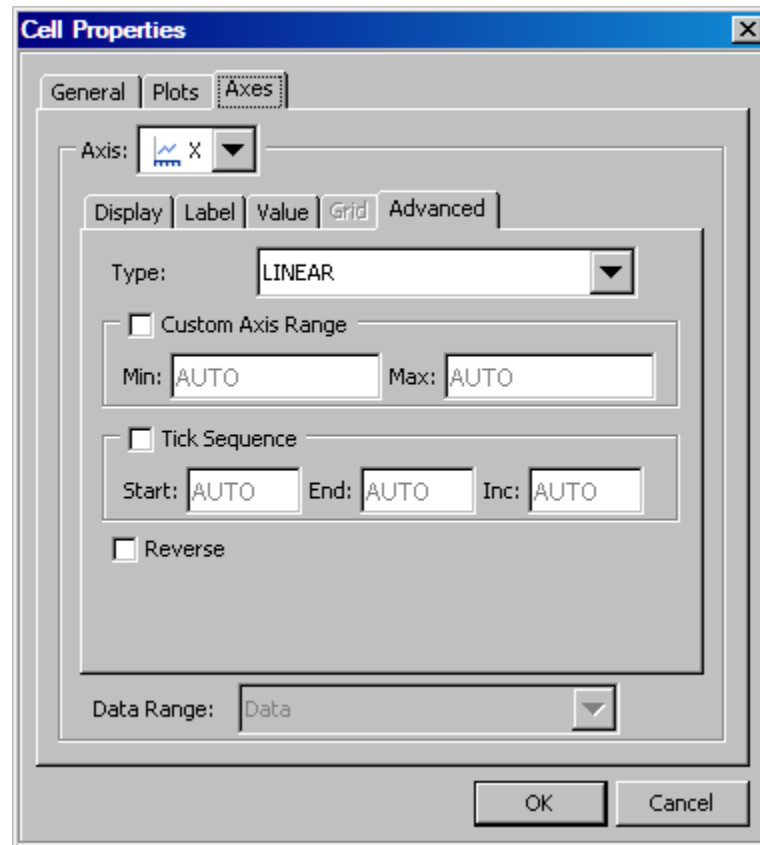 Cell Properties
General Plots Axes
Axis: X
Display Label Value Grid Advanced
Type: LINEAR
Custom Axis Range
Min: AUTO Max: AUTO
Tick Sequence
Start: AUTO End: AUTO Inc: AUTO
Reverse
Data Range: Data
OK Cancel